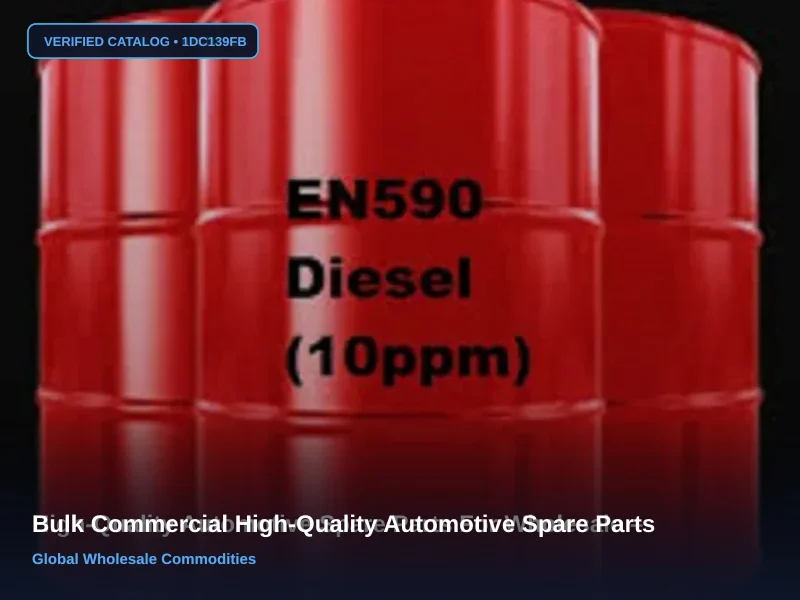 VERIFIED CATALOG • 1DC139FB
EN590
Diesel
(10ppm)
Bulk Commercial High-Quality Automotive Spare Parts
Global Wholesale Commodities